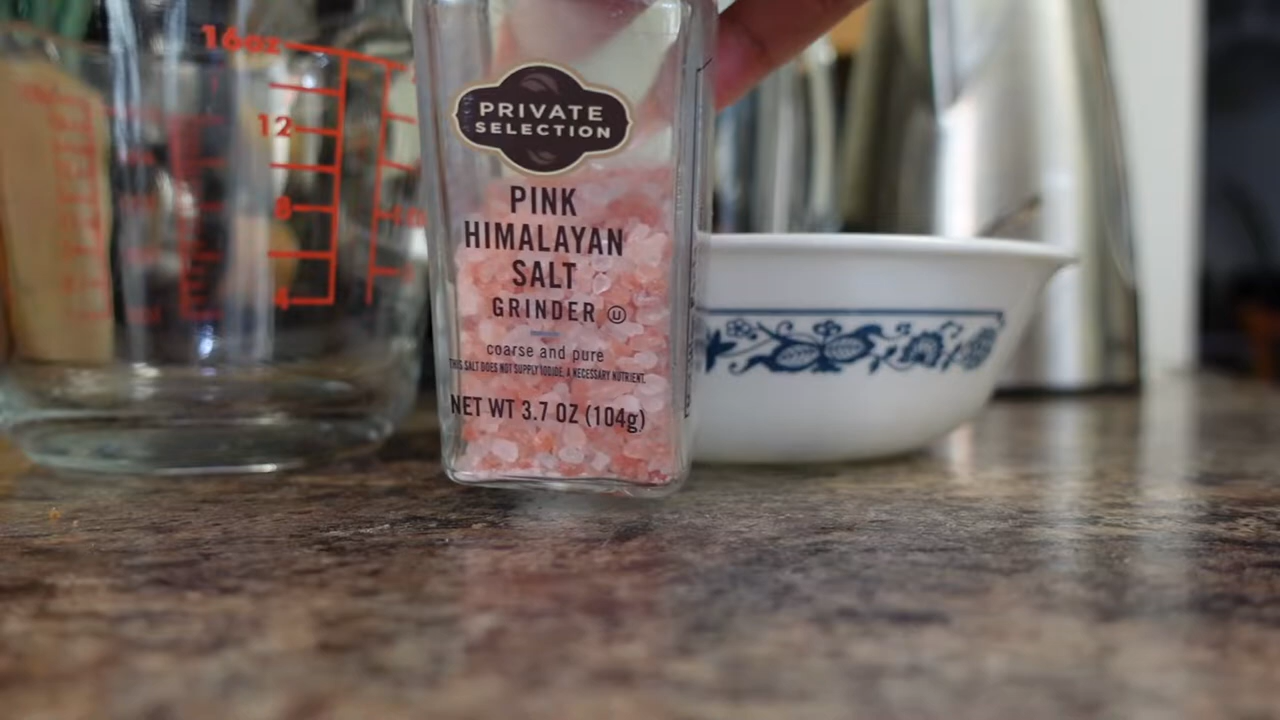 16oz
12
8
4
PRIVATE
SELECTION
PINK
HIMALAYAN
SALT
GRINDER Ⓤ
coarse and pure
THIS SALT DOES NOT SUPPLY IODIDE, A NECESSARY NUTRIENT.
NET WT 3.7 OZ (104g)